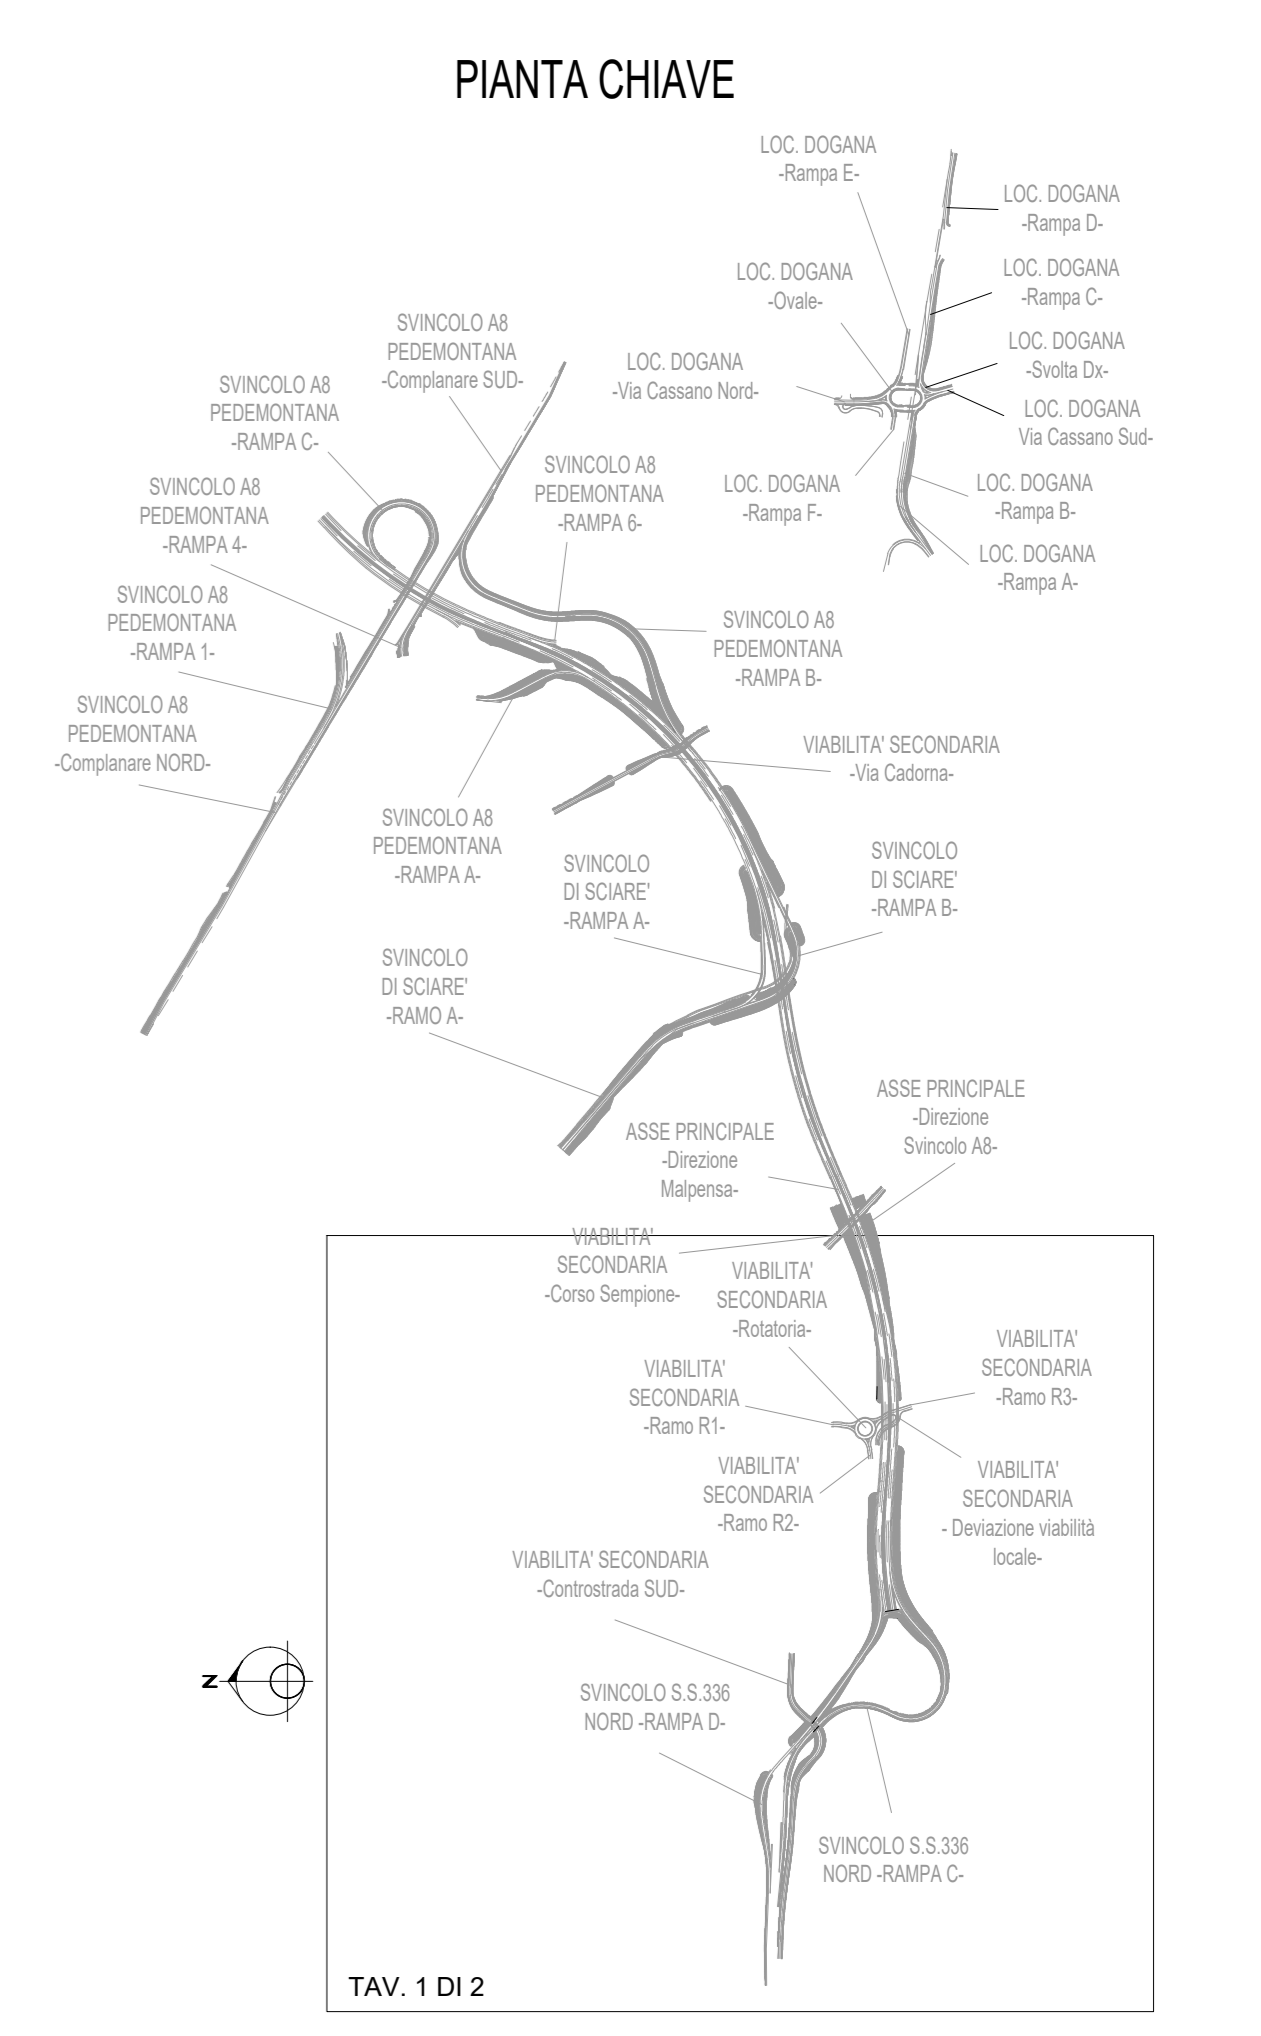 PIANTA CHIAVE
LOC. DOGANA
-Rampa E-
LOC. DOGANA
-Rampa D-
LOC. DOGANA
-Ovale-
LOC. DOGANA
-Rampa C-
SVINCOLO A8
PEDEMONTANA
-Complanare SUD-
LOC. DOGANA
-Svolta Dx-
LOC. DOGANA
-Via Cassano Nord-
SVINCOLO A8
PEDEMONTANA
-RAMPA C-
LOC. DOGANA
Via Cassano Sud-
SVINCOLO A8
PEDEMONTANA
-RAMPA 6-
SVINCOLO A8
PEDEMONTANA
-RAMPA 4-
LOC. DOGANA
-Rampa F-
LOC. DOGANA
-Rampa B-
LOC. DOGANA
-Rampa A-
SVINCOLO A8
PEDEMONTANA
-RAMPA 1-
SVINCOLO A8
PEDEMONTANA
-RAMPA B-
SVINCOLO A8
PEDEMONTANA
-Complanare NORD-
VIABILITA' SECONDARIA
-Via Cadorna-
SVINCOLO A8
PEDEMONTANA
-RAMPA A-
SVINCOLO
DI SCIARE'
-RAMPA A-
SVINCOLO
DI SCIARE'
-RAMPA B-
SVINCOLO
DI SCIARE'
-RAMO A-
ASSE PRINCIPALE
-Direzione
Svincolo A8-
ASSE PRINCIPALE
-Direzione
Malpensa-
VIABILITA'
SECONDARIA
-Corso Sempione-
VIABILITA'
SECONDARIA
-Rotatoria-
VIABILITA'
SECONDARIA
-Ramo R3-
VIABILITA'
SECONDARIA
-Ramo R1-
VIABILITA'
SECONDARIA
-Ramo R2-
VIABILITA'
SECONDARIA
- Deviazione viabilità
locale-
VIABILITA' SECONDARIA
-Controstrada SUD-
N
SVINCOLO S.S.336
NORD -RAMPA D-
SVINCOLO S.S.336
NORD -RAMPA C-
TAV. 1 DI 2